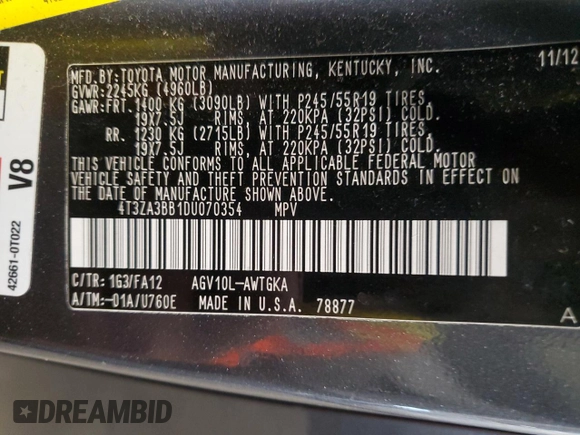 MFD.BY:TOYOTA MOTOR MANUFACTURING, KENTUCKY, INC. 11/12
GVWR:2245KG (4960LB)
GAWR:FRT. 1400 KG (3090LB) WITH P245/55R19 TIRES,
19X7.5J RIMS, AT 220KPA (32PSI) COLD.
RR. 1230 KG (2715LB) WITH P245/55R19 TIRES,
19X7.5J RIMS, AT 220KPA (32PSI) COLD.
THIS VEHICLE CONFORMS TO ALL APPLICABLE FEDERAL MOTOR
VEHICLE SAFETY AND THEFT PREVENTION STANDARDS IN EFFECT ON
THE DATE OF MANUFACTURE SHOWN ABOVE.
4T3ZA3BB1DU070354 MPV
C/TR: 1G3/FA12 AGV10L-AWTGKA
A/TM:-01A/U760E MADE IN U.S.A. 78877 A
V8
42661-0T022
DREAMBID